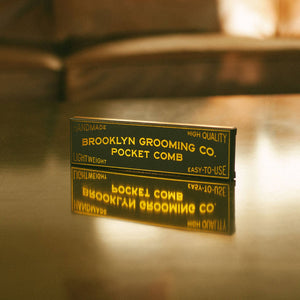 HANDMADE HIGH QUALITY
BROOKLYN GROOMING CO.
POCKET COMB
LIGHTWEIGHT EASY-TO-USE